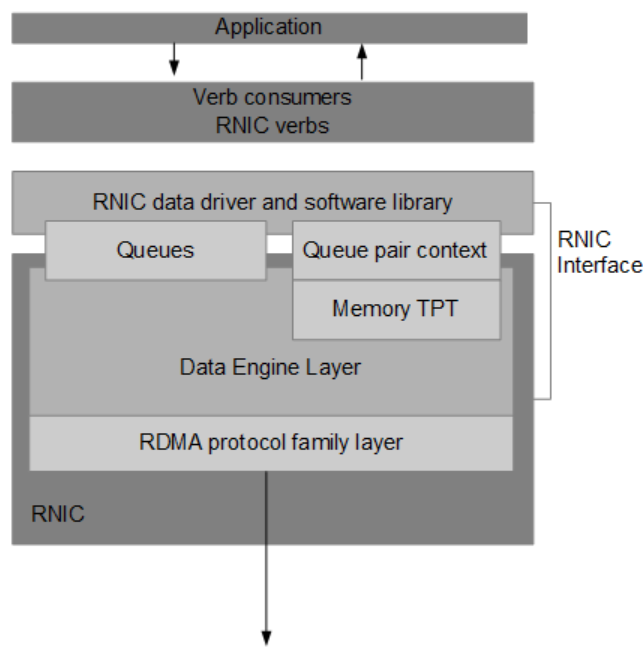 Application
Verb consumers
RNIC verbs
RNIC data driver and software library
Queues
Queue pair context
RNIC
Interface
Memory TPT
Data Engine Layer
RDMA protocol family layer
RNIC